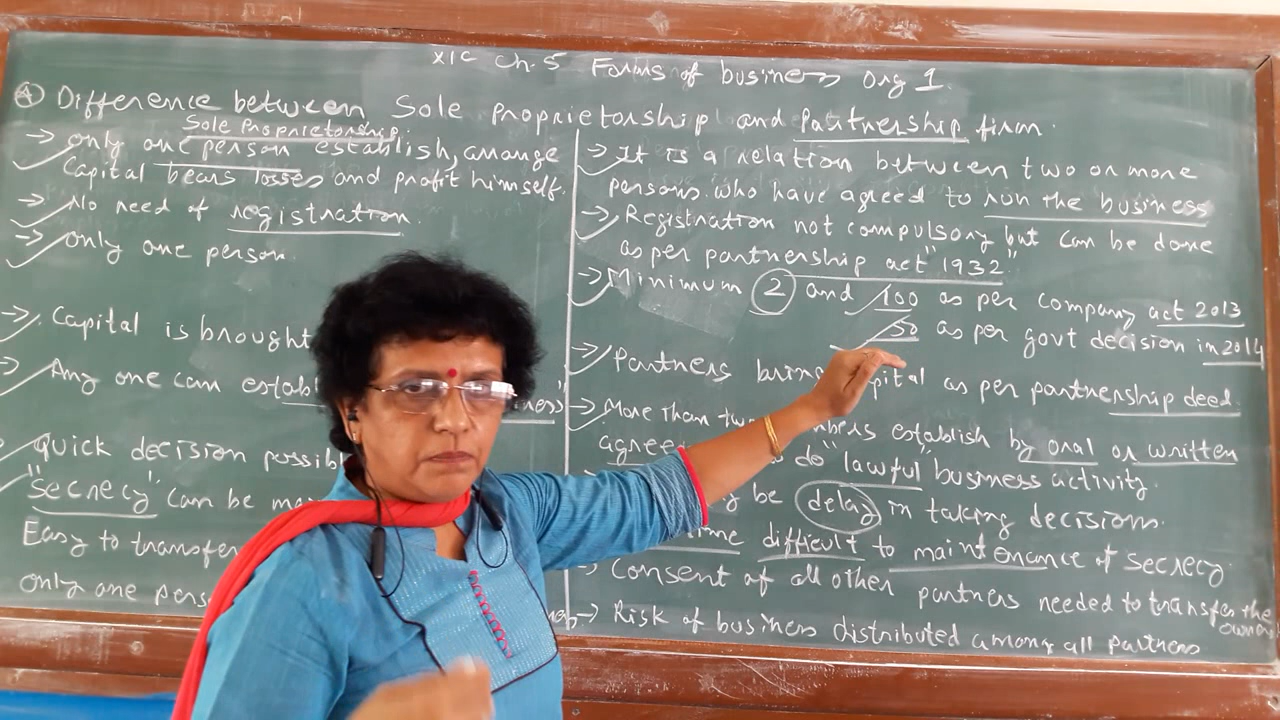 XIC Ch. 5 Forms of business org 1.
A Difference between Sole Proprietorship and Partnership firm.
Sole Proprietorship
→ only one person establish, arrange
Capital bears losses and profit himself.
→ No need of registration.
→ only one person.
→ Capital is brought
→ Any one can
Quick decision
"Secrecy" can be
Easy to transfer
only one
→ It is a relation between two or more
persons who have agreed to run the business
→ Registration not compulsory but can be done
as per partnership act "1932"
→ Minimum 2 and 100 as per Company act 2013
50 as per govt decision in 2014
→ Partners as per partnership deed.
→ More than establish by oral or written
do "lawful" business activity.
be delay in taking decisions.
difficult to maintenance of secrecy.
→ Consent of all other partners needed to transfer the
→ Risk of business distributed among all partners